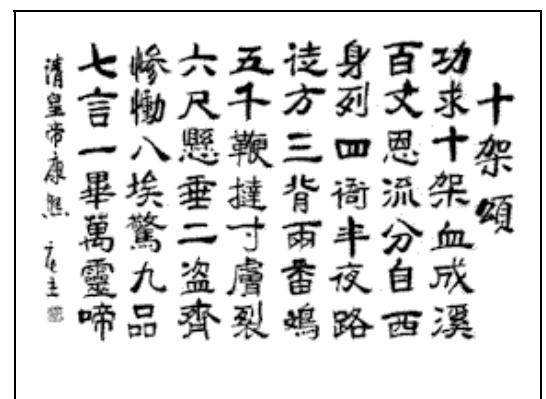 十架頌
功求十架血成溪
百丈恩流分自西
身列四衙半夜路
徒方三背兩番
五千鞭撻寸膚裂
六尺懸垂二盜齊
慘慟八埃驚九品
七言一畢萬靈啼
清皇帝康熙